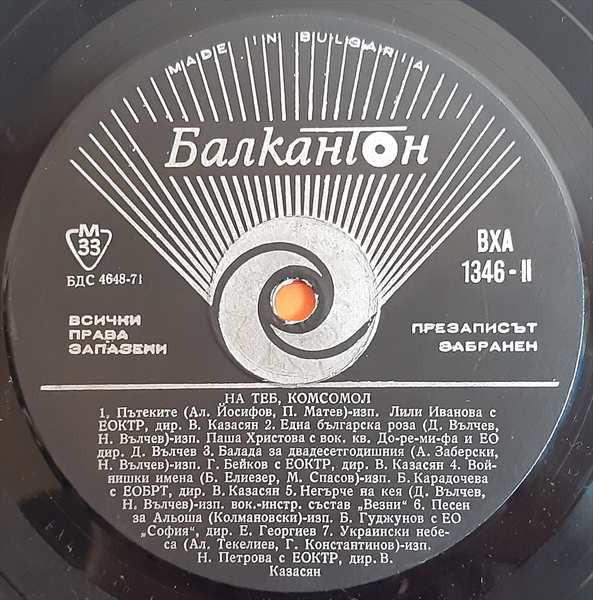 MADE IN BULGARIA
Балкантон
М
33
БДС 4648-71
ВХА
1346-II
ВСИЧКИ
ПРАВА
ЗАПАЗЕНИ
ПРЕЗАПИСЪТ
ЗАБРАНЕН
„НА ТЕБ, КОМСОМОЛ
1. Пътеките (Ал. Йосифов, П. Матев)-изп. Лили Иванова с
ЕОКТР, дир. В. Казасян 2. Една българска роза (Д. Вълчев,
Н. Вълчев)-изп. Паша Христова с вок. кв. До-ре-ми-фа и ЕО
дир. Д. Вълчев 3. Балада за двадесетгодишния (А. Заберски,
Н. Вълчев)-изп. Г. Бейков с ЕОКТР, дир. В. Казасян 4. Вой-
нишки имена (Б. Елиезер, М. Спасов)-изп. Б. Карадочева
с ЕОБРТ, дир. В. Казасян 5. Негърче на кея (Д. Вълчев,
Н. Вълчев)-изп. вок.-инстр. състав „Везни" 6. Песен
за Альоша (Колмановски)-изп. Б. Гуджунов с ЕО
„София", дир. Е. Георгиев 7. Украински небе-
са (Ал. Текелиев, Г. Константинов)-изп.
Н. Петрова с ЕОКТР, дир. В.
Казасян